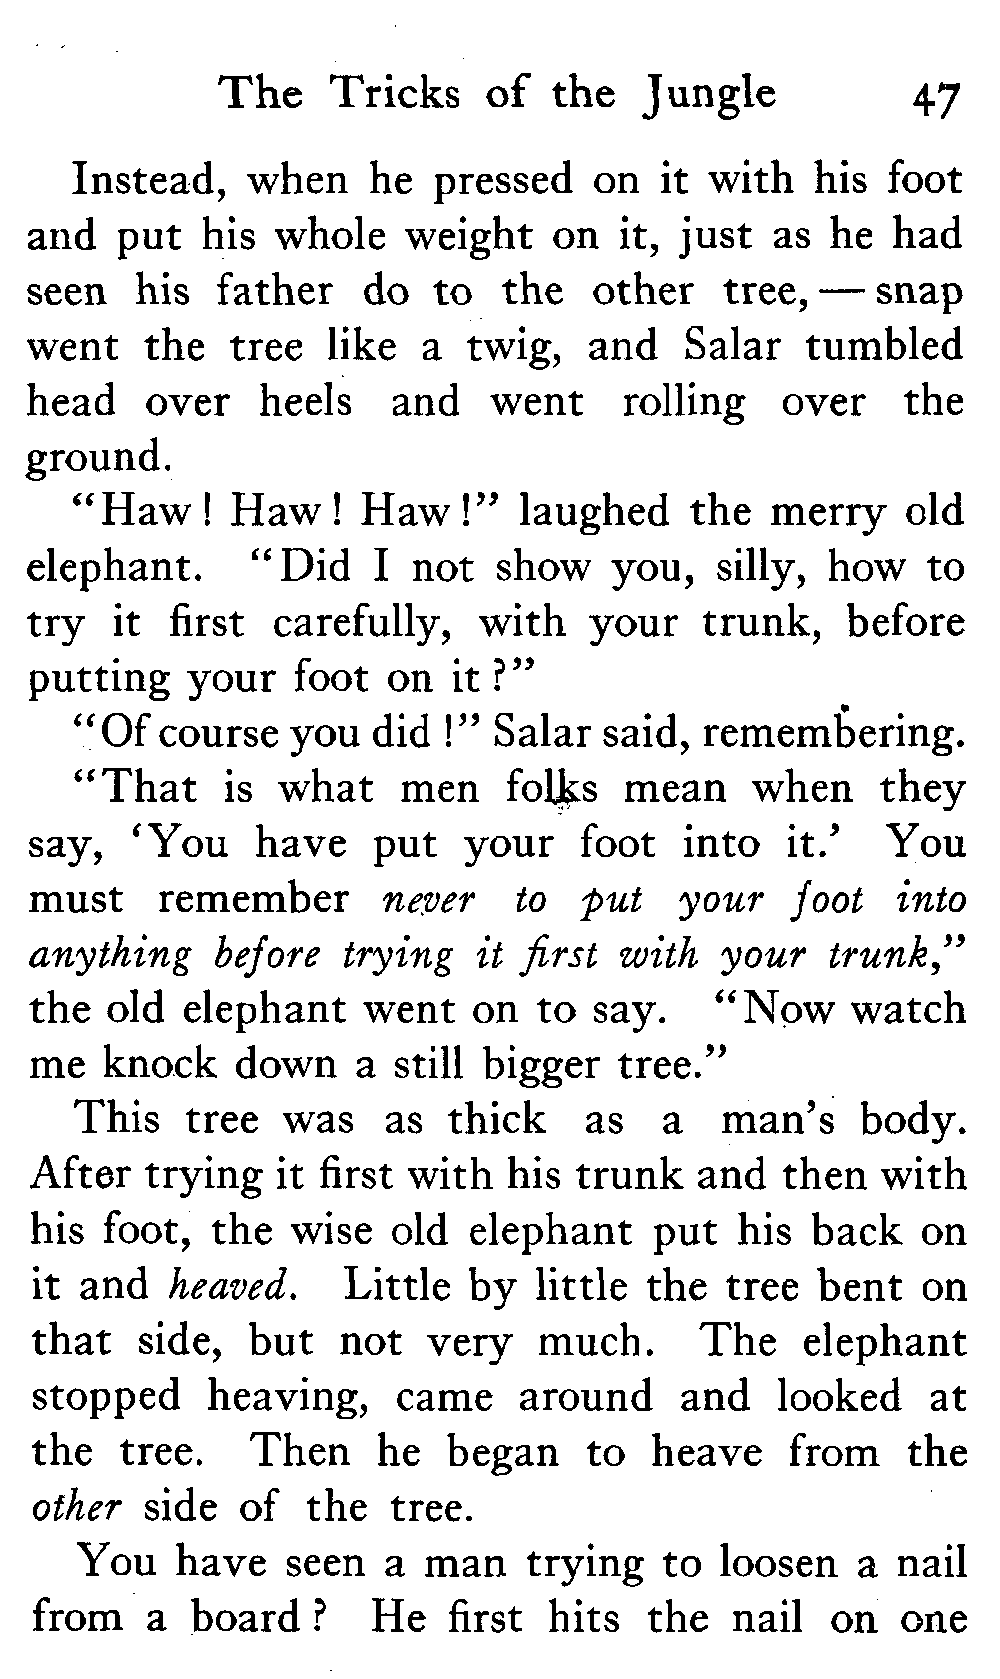 The Tricks of the Jungle 47
Instead, when he pressed on it with his foot
and put his whole weight on it, just as he had
seen his father do to the other tree, — snap
went the tree like a twig, and Salar tumbled
head over heels and went rolling over the
ground.
"Haw! Haw! Haw!" laughed the merry old
elephant. "Did I not show you, silly, how to
try it first carefully, with your trunk, before
putting your foot on it?"
"Of course you did!" Salar said, remembering.
"That is what men folks mean when they
say, 'You have put your foot into it.' You
must remember never to put your foot into
anything before trying it first with your trunk,"
the old elephant went on to say. "Now watch
me knock down a still bigger tree."
This tree was as thick as a man's body.
After trying it first with his trunk and then with
his foot, the wise old elephant put his back on
it and heaved. Little by little the tree bent on
that side, but not very much. The elephant
stopped heaving, came around and looked at
the tree. Then he began to heave from the
other side of the tree.
You have seen a man trying to loosen a nail
from a board? He first hits the nail on one